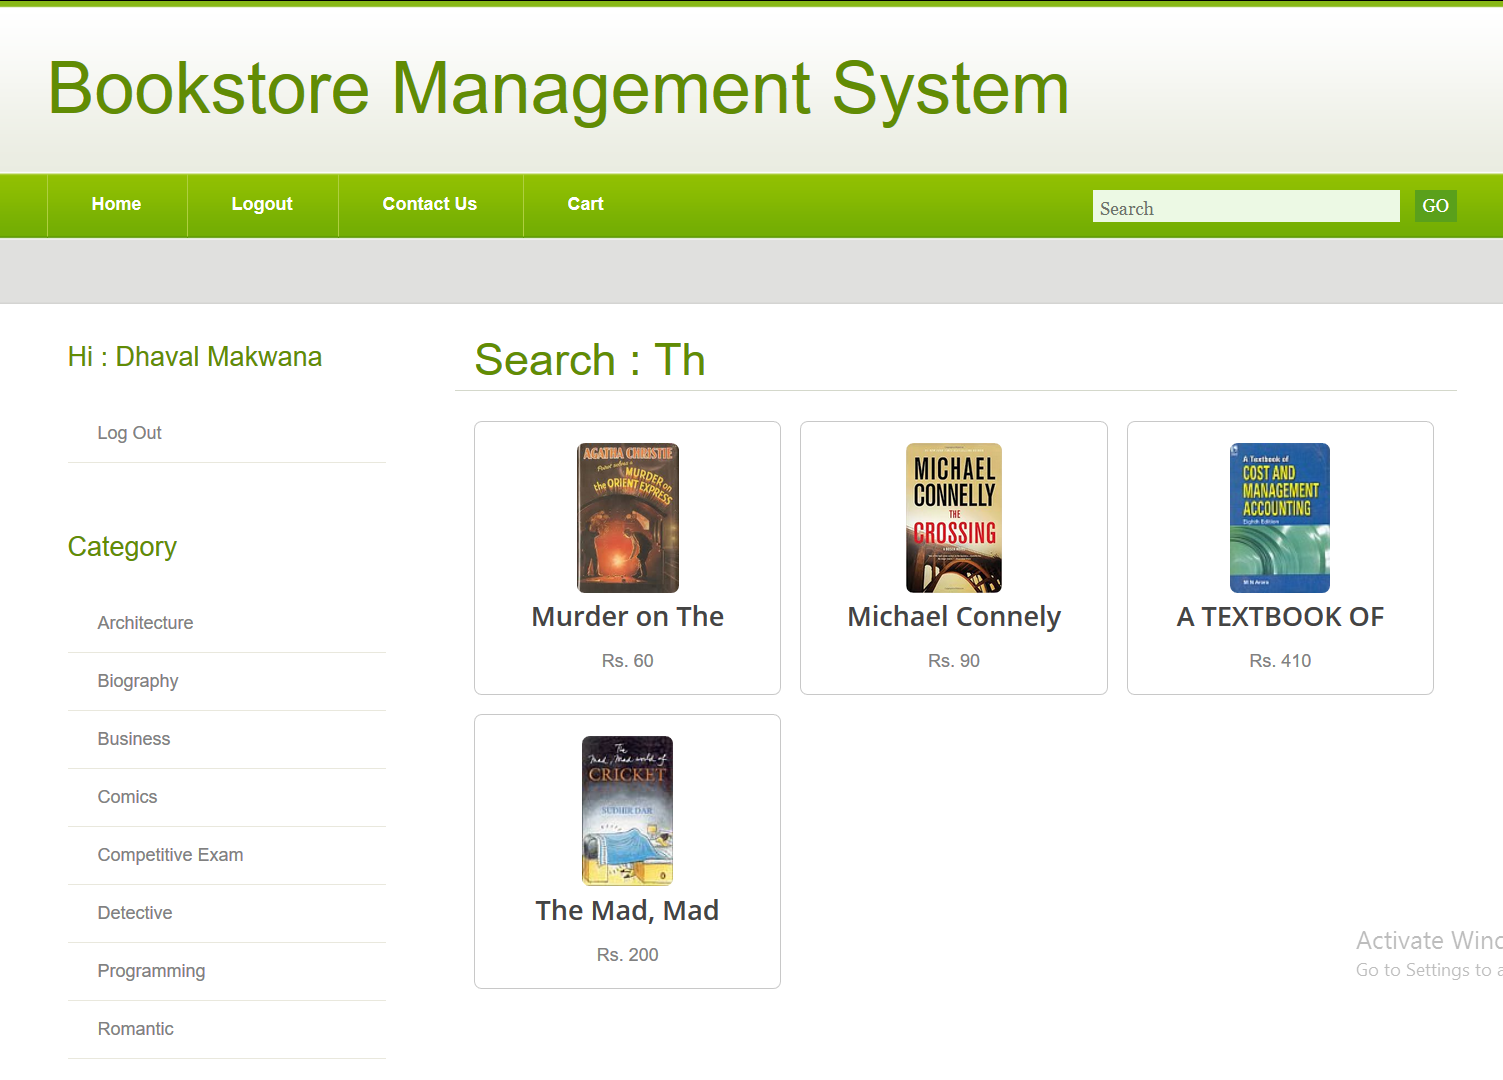 Bookstore Management System
Home
Logout
Contact Us
Cart
Search
GO
Hi : Dhaval Makwana
Log Out
Category
Architecture
Biography
Business
Comics
Competitive Exam
Detective
Programming
Romantic
Search : Th
AGATHA CHRISTIE
MURDER on
the ORIENT EXPRESS
Murder on The
Rs. 60
MICHAEL
CONNELLY
THE
CROSSING
Michael Connely
Rs. 90
A Textbook of
COST AND
MANAGEMENT
ACCOUNTING
Eighth Edition
M N Arora
A TEXTBOOK OF
Rs. 410
The
Mad, Mad world of
CRICKET
SUDHIR DAR
The Mad, Mad
Rs. 200
Activate Wind
Go to Settings to a